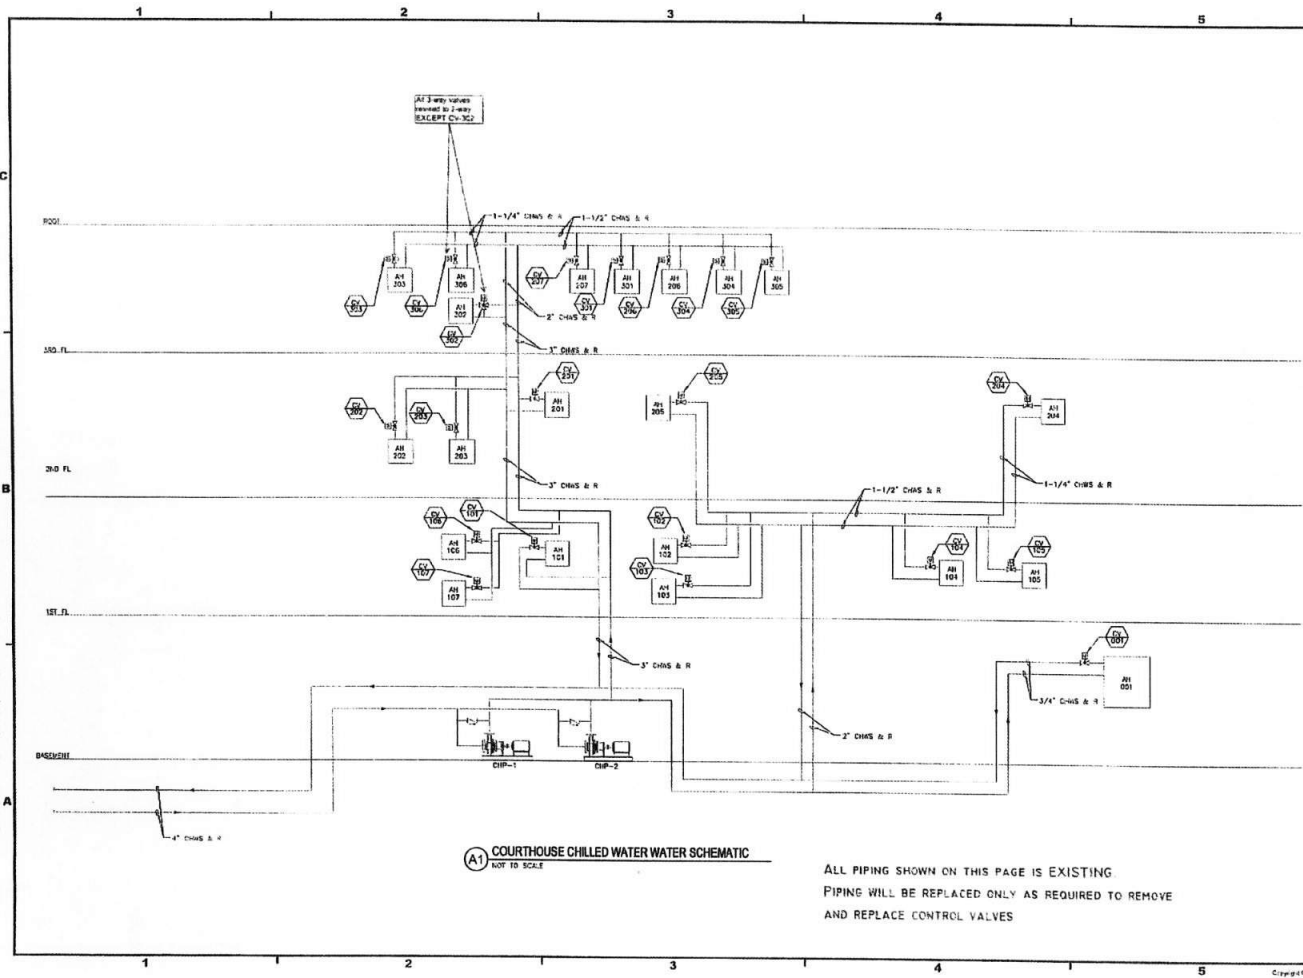 1 2 3 4 5
All 3-way valves
revised to 2-way
EXCEPT CV-302
C
ROOF
1-1/4" CHWS & R
1-1/2" CHWS & R
CV 207
AH 303
AH 306
AH 207
AH 301
AH 206
AH 304
AH 305
CV 303
CV 306
AH 302
CV 301
CV 206
CV 304
CV 305
2" CHWS & R
CV 302
3RD FL
3" CHWS & R
CV 201
CV 205
CV 204
CV 202
CV 203
AH 201
AH 205
AH 204
AH 202
AH 203
2ND FL
B
3" CHWS & R
1-1/2" CHWS & R
1-1/4" CHWS & R
CV 106
CV 101
CV 102
CV 104
CV 105
AH 106
AH 101
AH 102
CV 107
CV 103
AH 104
AH 105
AH 107
AH 103
1ST FL
CV 001
3" CHWS & R
AH 001
3/4" CHWS & R
2" CHWS & R
BASEMENT
CHP-1
CHP-2
A
4" CHWS & R
A1 COURTHOUSE CHILLED WATER WATER SCHEMATIC
NOT TO SCALE
ALL PIPING SHOWN ON THIS PAGE IS EXISTING.
PIPING WILL BE REPLACED ONLY AS REQUIRED TO REMOVE
AND REPLACE CONTROL VALVES
1 2 3 4 5